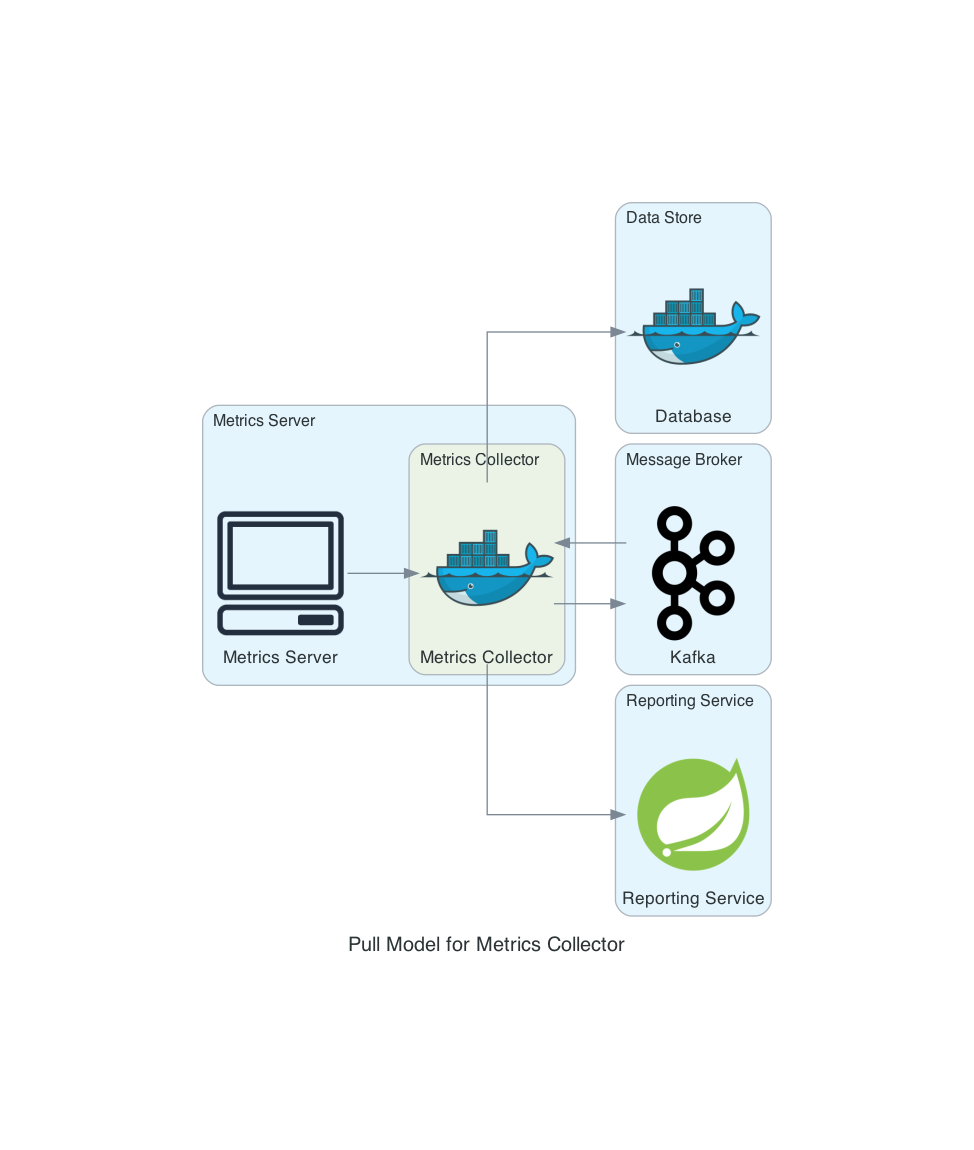 Data Store
Database
Metrics Server
Metrics Collector
Message Broker
Metrics Server
Metrics Collector
Kafka
Reporting Service
Reporting Service
Pull Model for Metrics Collector